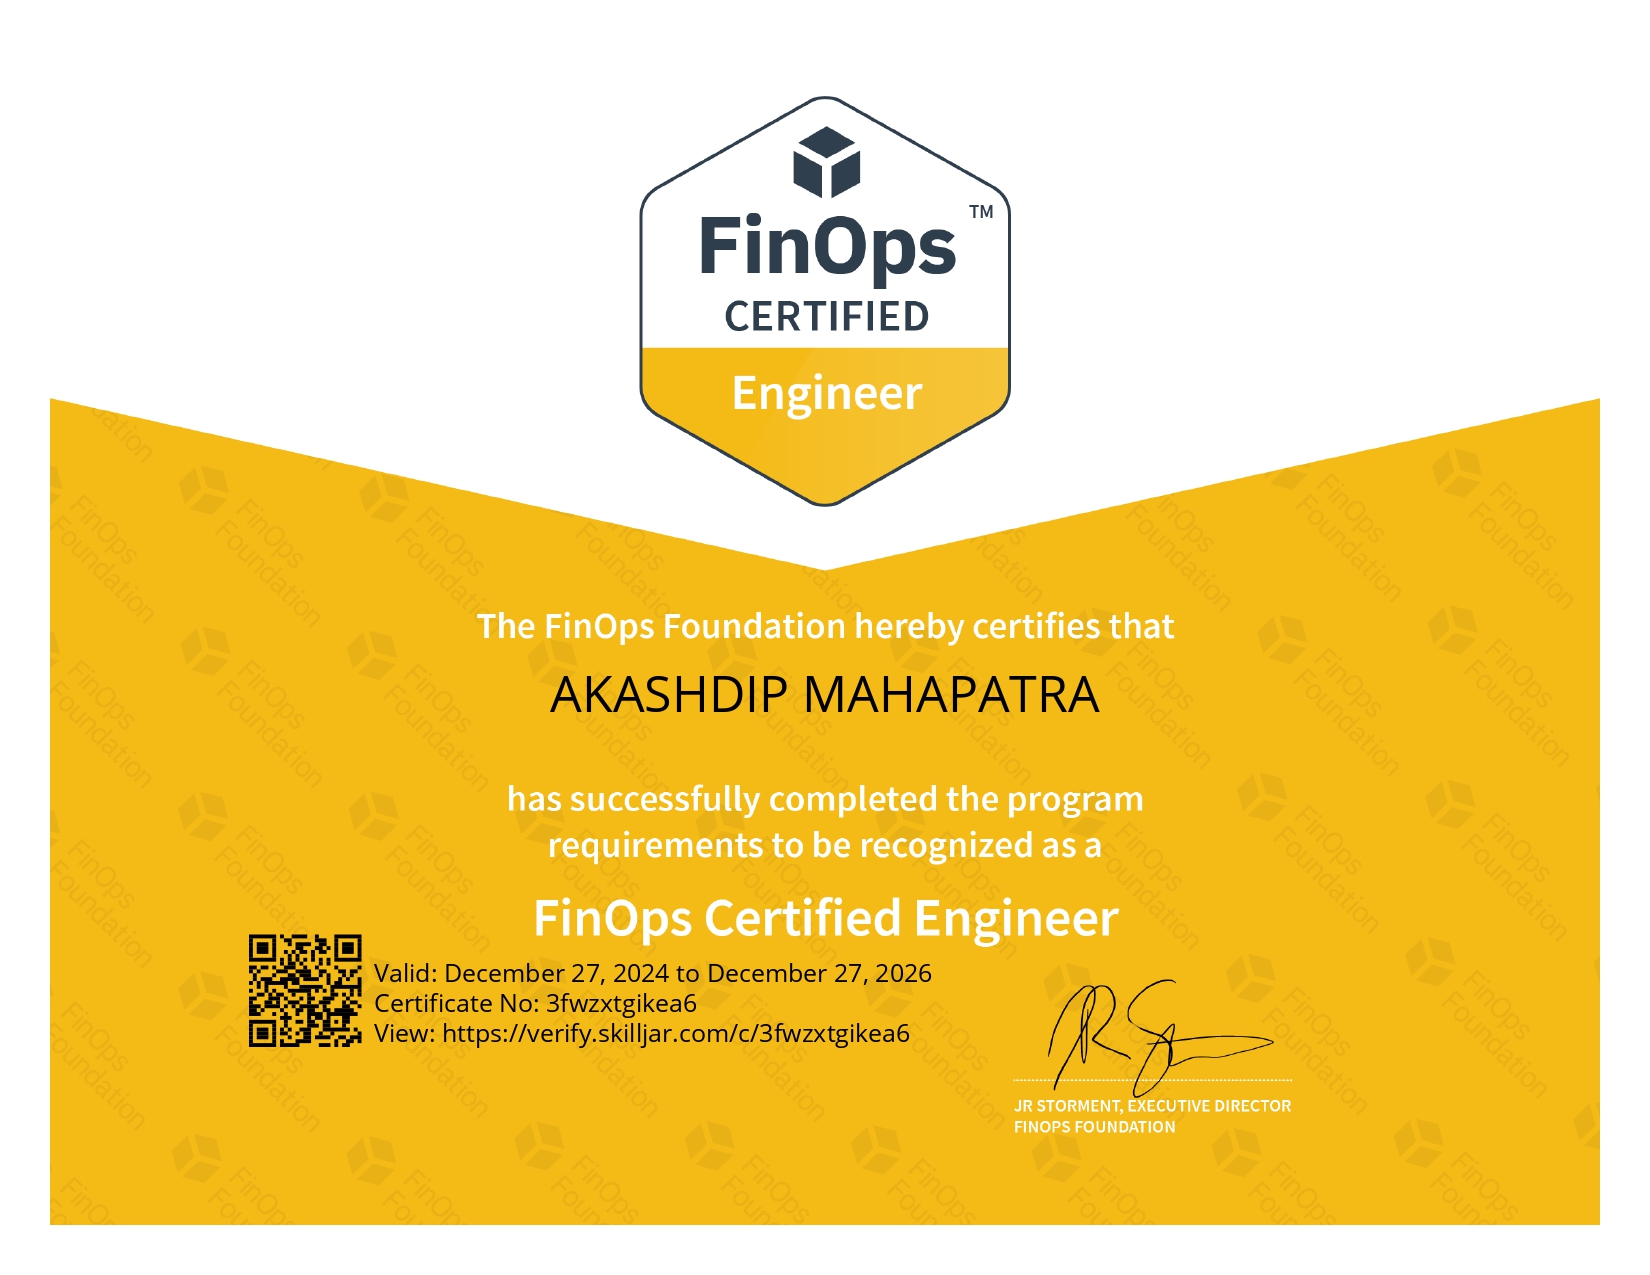 FinOps
TM
CERTIFIED
Engineer
The FinOps Foundation hereby certifies that
AKASHDIP MAHAPATRA
has successfully completed the program
requirements to be recognized as a
FinOps Certified Engineer
Valid: December 27, 2024 to December 27, 2026
Certificate No: 3fwzxtgikea6
View: https://verify.skilljar.com/c/3fwzxtgikea6
JR STORMENT, EXECUTIVE DIRECTOR
FINOPS FOUNDATION